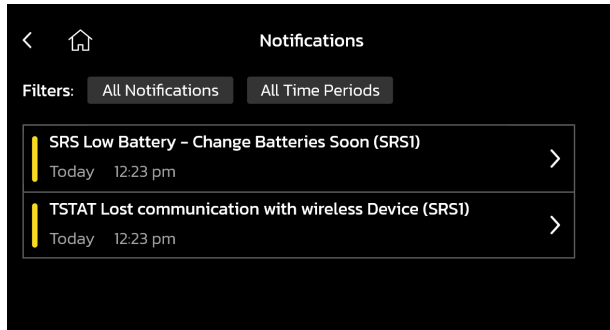 Notifications
Filters: All Notifications All Time Periods
SRS Low Battery - Change Batteries Soon (SRS1)
Today 12:23 pm
TSTAT Lost communication with wireless Device (SRS1)
Today 12:23 pm